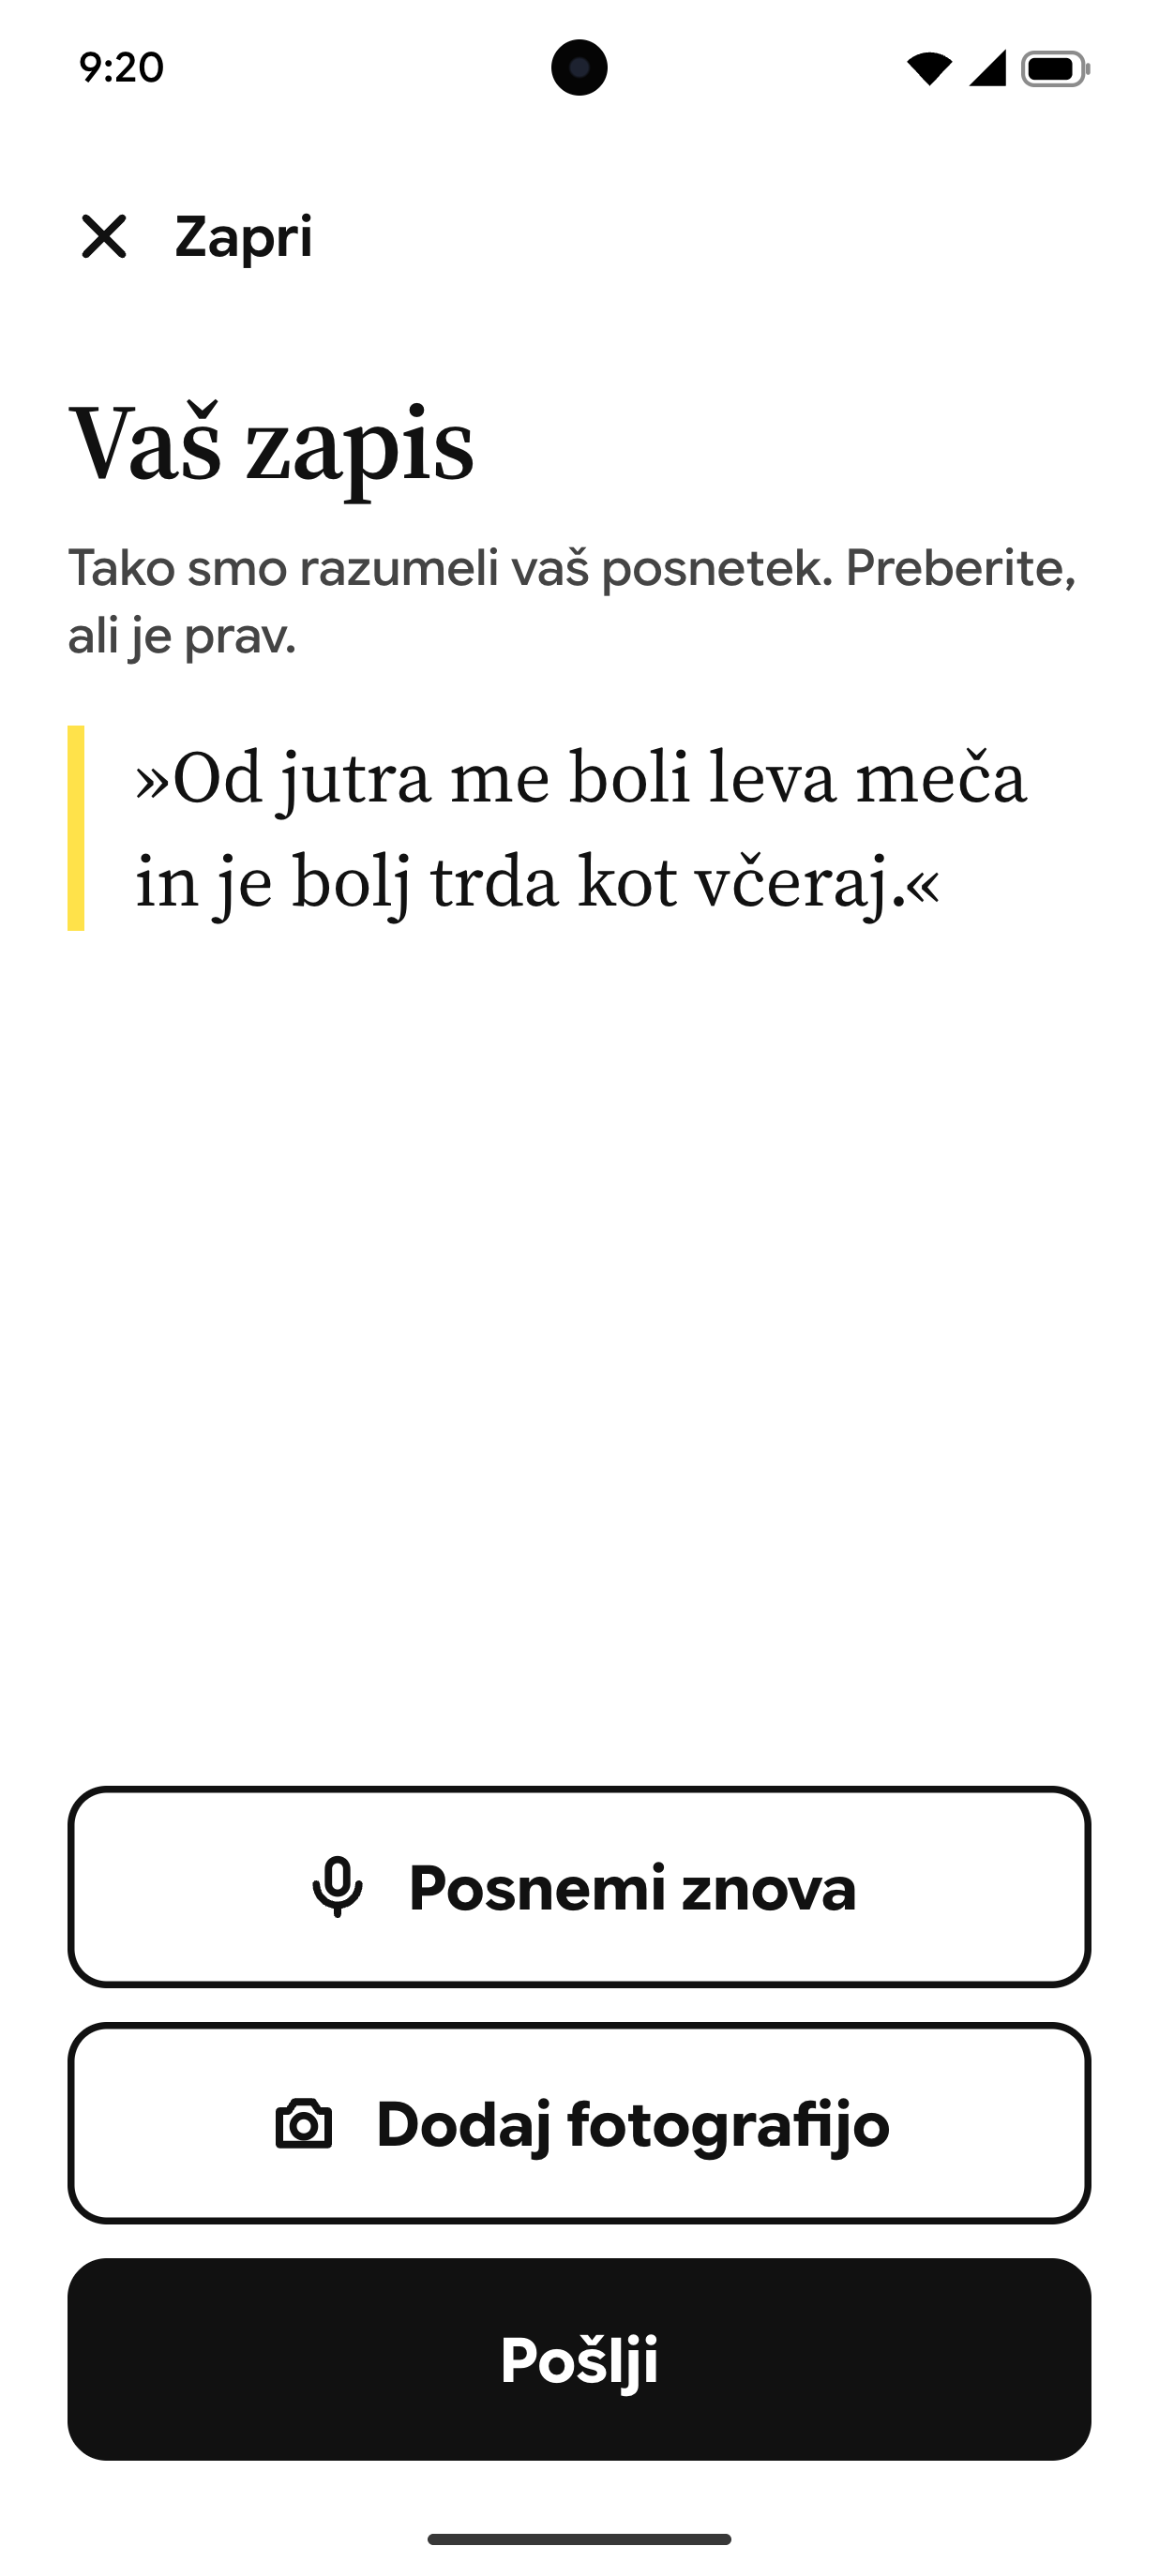 9:20
Zapri
Vaš zapis
Tako smo razumeli vaš posnetek. Preberite,
ali je prav.
»Od jutra me boli leva meča
in je bolj trda kot včeraj.«
Posnemi znova
Dodaj fotografijo
Pošlji